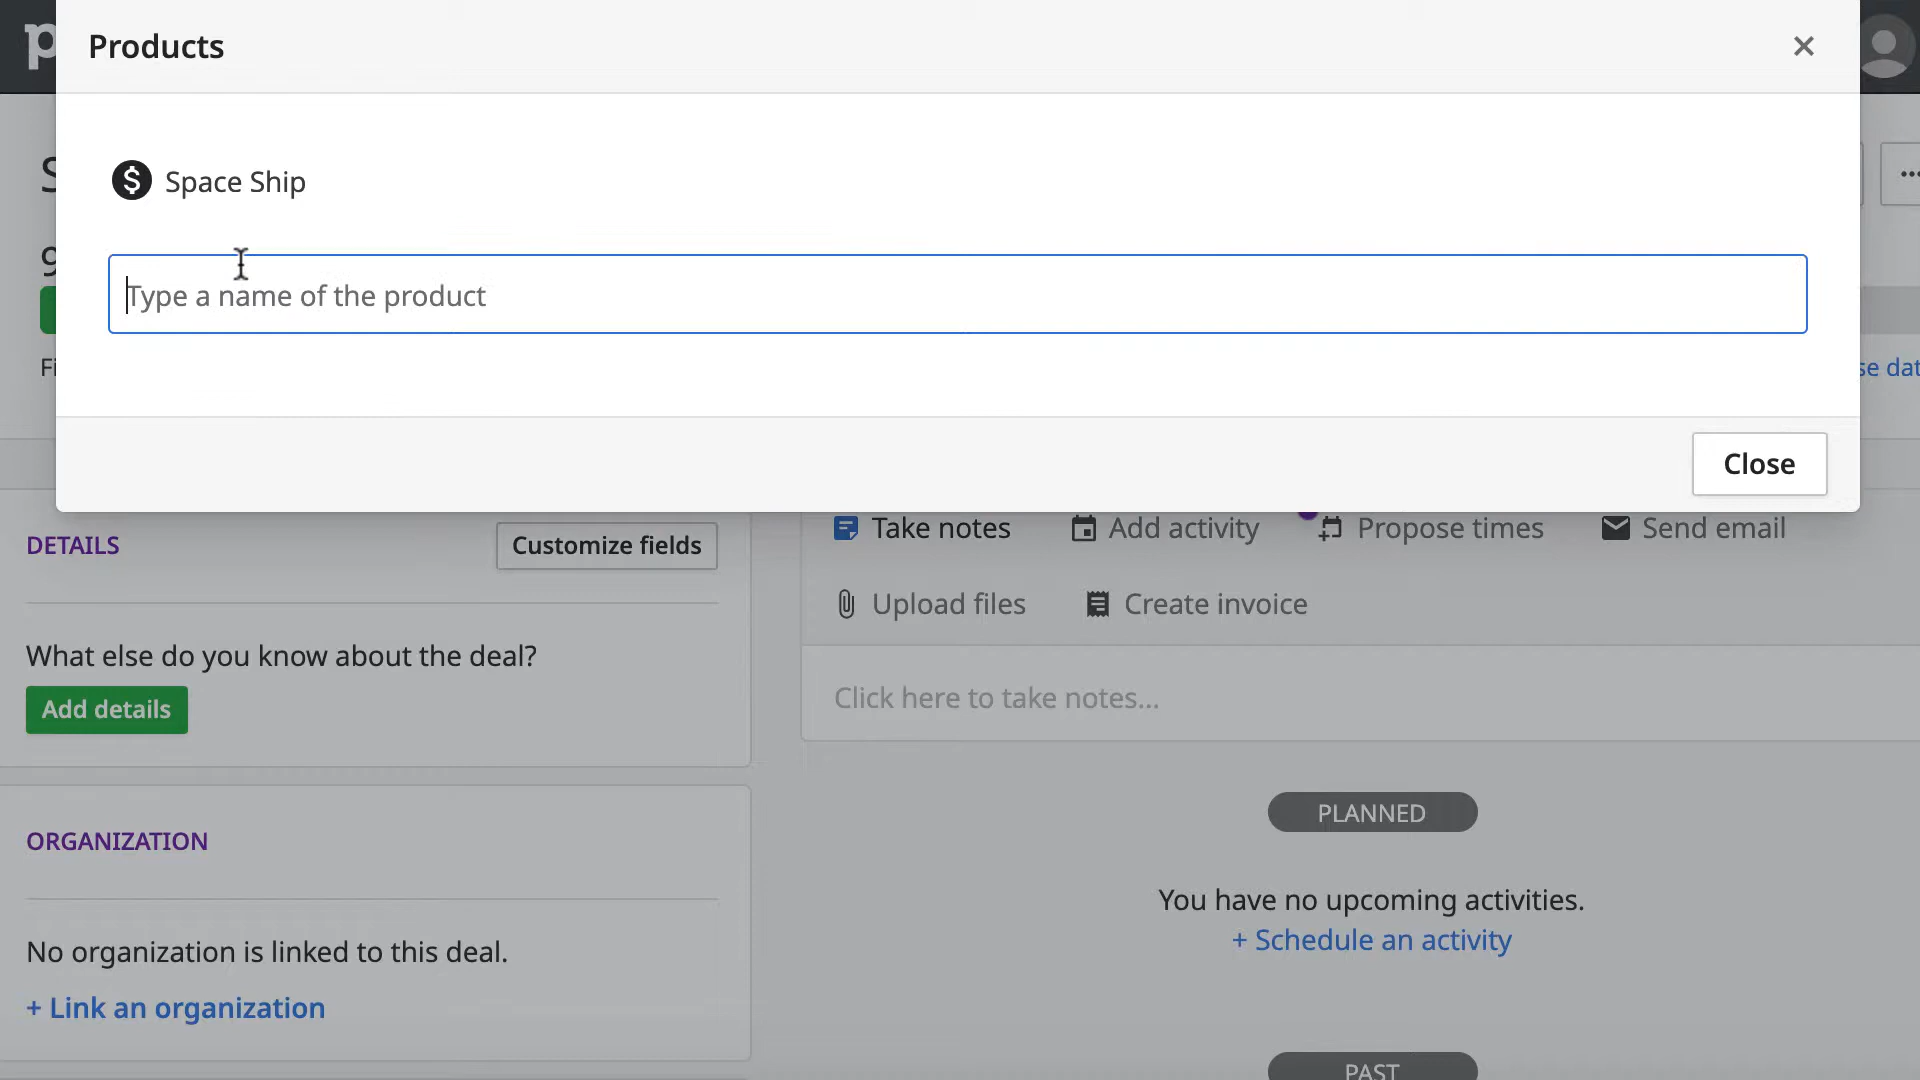 p
Products
×
$ Space Ship
Type a name of the product
Close
DETAILS
Customize fields
Take notes
Add activity
Propose times
Send email
Upload files
Create invoice
What else do you know about the deal?
Add details
Click here to take notes...
PLANNED
ORGANIZATION
You have no upcoming activities.
+ Schedule an activity
No organization is linked to this deal.
+ Link an organization
PAST